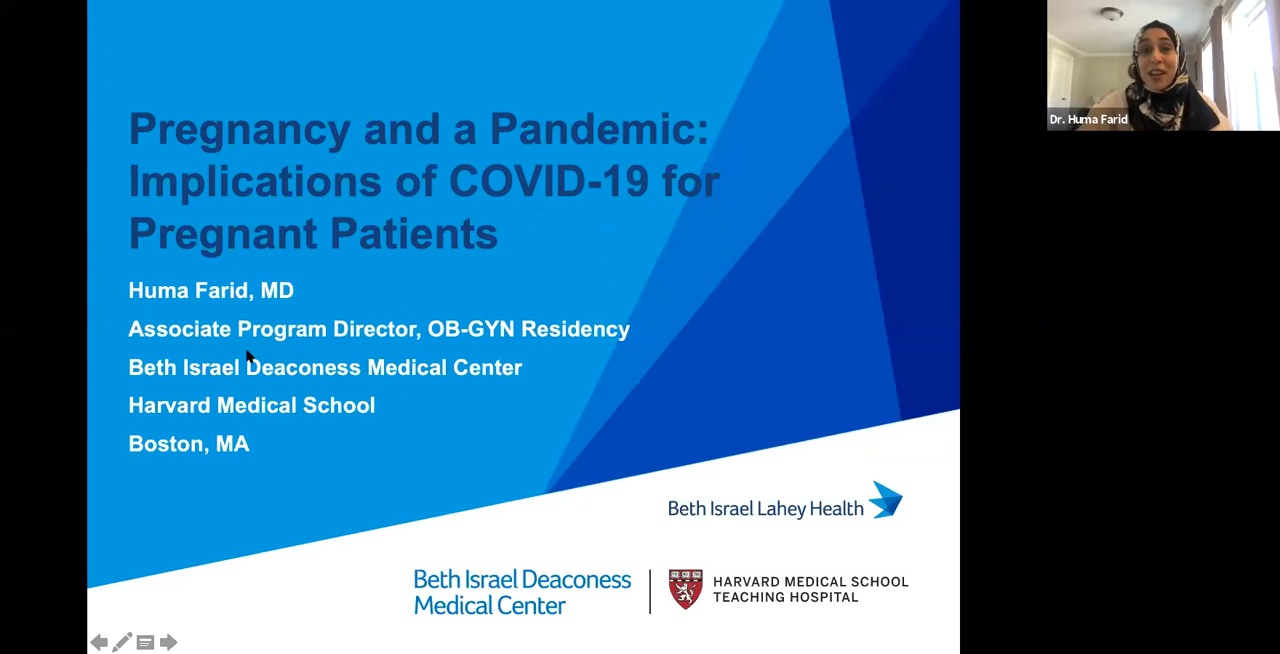 Pregnancy and a Pandemic:
Implications of COVID-19 for
Pregnant Patients
Huma Farid, MD
Associate Program Director, OB-GYN Residency
Beth Israel Deaconess Medical Center
Harvard Medical School
Boston, MA
Beth Israel Lahey Health
Beth Israel Deaconess
Medical Center
HARVARD MEDICAL SCHOOL
TEACHING HOSPITAL
Dr. Huma Farid